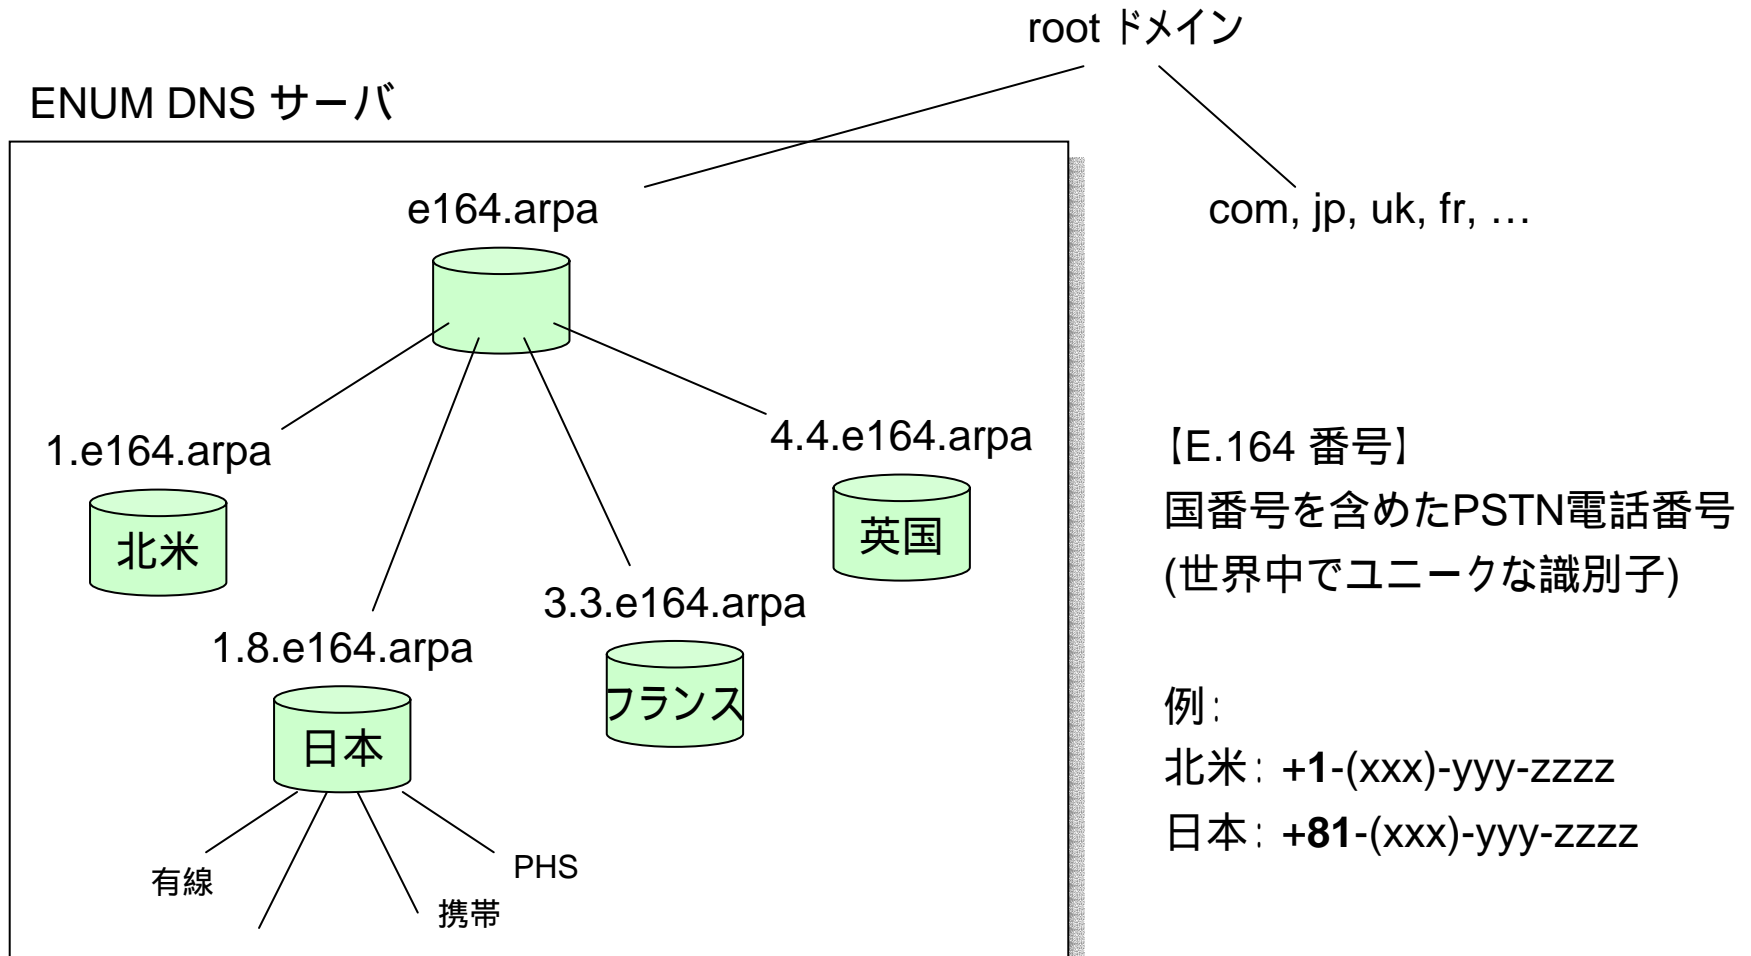 root ドメイン
ENUM DNS サーバ
e164.arpa
com, jp, uk, fr, …
1.e164.arpa
北米
4.4.e164.arpa
英国
3.3.e164.arpa
フランス
1.8.e164.arpa
日本
有線
携帯
PHS
【E.164 番号】
国番号を含めたPSTN電話番号
(世界中でユニークな識別子)
例:
北米: +1-(xxx)-yyy-zzzz
日本: +81-(xxx)-yyy-zzzz